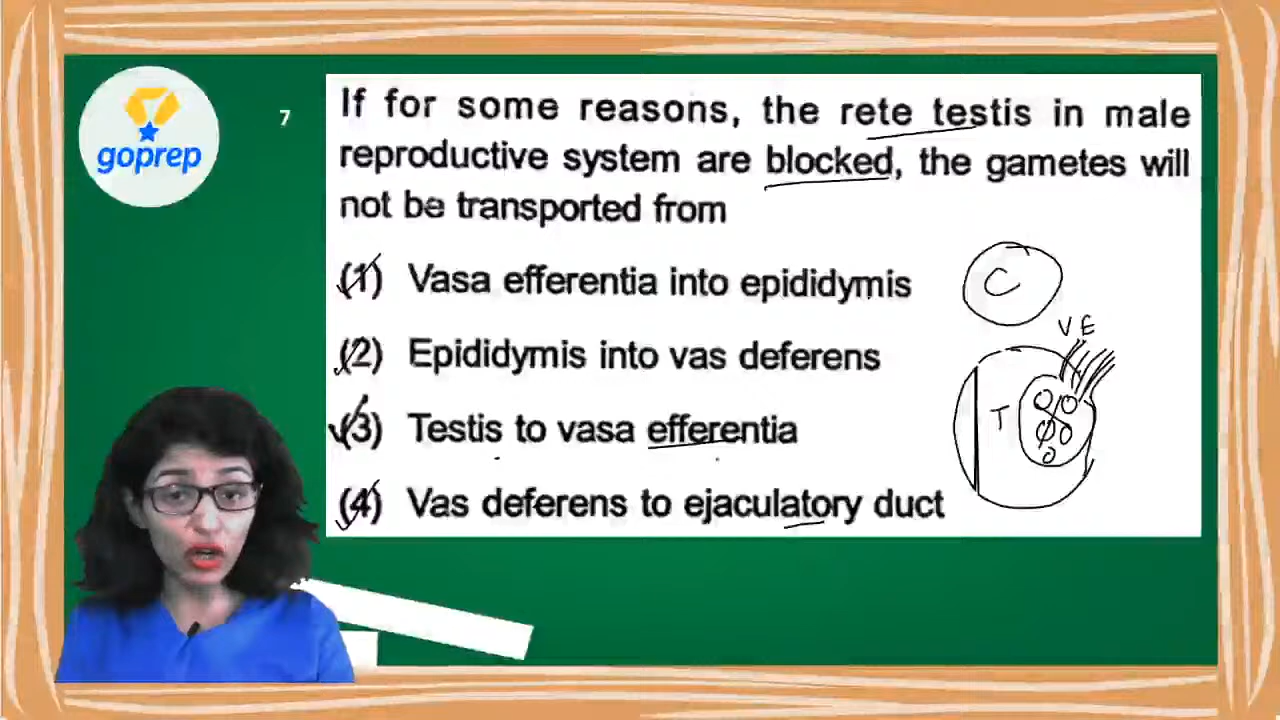 goprep
7
If for some reasons, the rete testis in male
reproductive system are blocked, the gametes will
not be transported from
(1) Vasa efferentia into epididymis
(2) Epididymis into vas deferens
(3) Testis to vasa efferentia
(4) Vas deferens to ejaculatory duct
C
VE
T